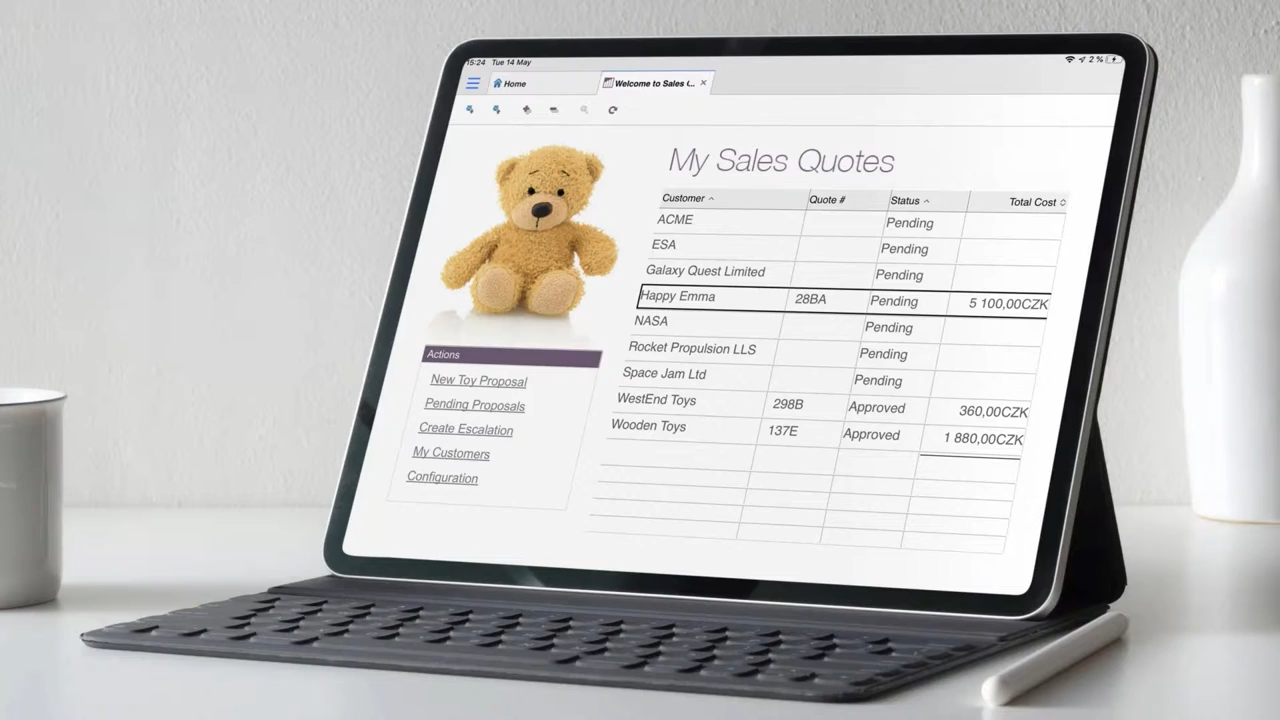 15:24 Tue 14 May 2 %
Home Welcome to Sales (...
My Sales Quotes
Customer Quote # Status Total Cost
ACME Pending
ESA Pending
Galaxy Quest Limited Pending
Happy Emma 28BA Pending 5 100,00CZK
NASA Pending
Rocket Propulsion LLS Pending
Space Jam Ltd Pending
WestEnd Toys 298B Approved 360,00CZK
Wooden Toys 137E Approved 1 880,00CZK
Actions
New Toy Proposal
Pending Proposals
Create Escalation
My Customers
Configuration